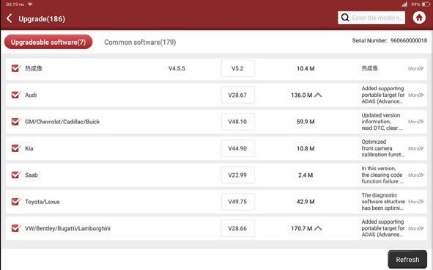 Upgrade(186)
Enter the modern..
Upgradeable software(7) Common software(179) Serial Number: 960660000018
热成像 V4.5.5 V5.2 10.4 M 热成像 More
Audi V28.67 136.0 M Added supporting portable target for ADAS (Advance.. More
GM/Chevrolet/Cadillac/Buick V48.10 59.9 M Updated version information, read DTC, clear ... More
Kia V44.90 10.8 M Optimized front camera calibration funct.. More
Saab V22.99 2.4 M In this version, the clearing code function failure .. More
Toyota/Lexus V49.75 42.9 M The diagnostic software structure has been optimi.. More
VW/Bentley/Bugatti/Lamborghini V28.66 170.7 M Added supporting portable target for ADAS (Advance.. More
Refresh